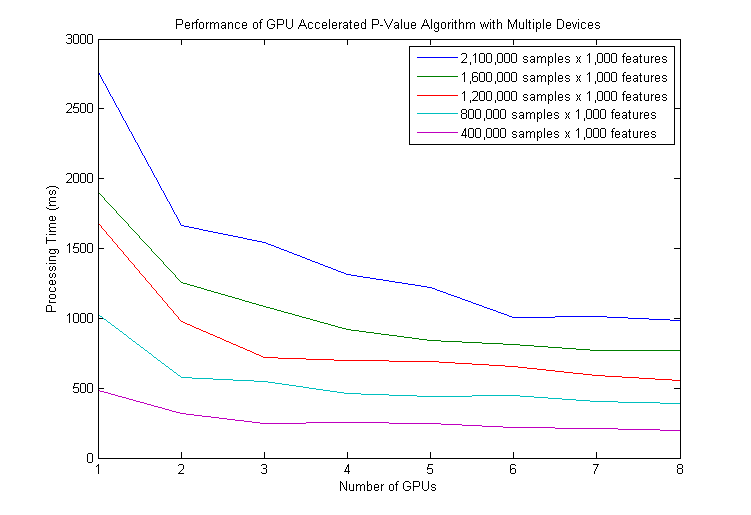 Performance of GPU Accelerated P-Value Algorithm with Multiple Devices
3000
2500
2000
1500
1000
500
0
Processing Time (ms)
2,100,000 samples x 1,000 features
1,600,000 samples x 1,000 features
1,200,000 samples x 1,000 features
800,000 samples x 1,000 features
400,000 samples x 1,000 features
1 2 3 4 5 6 7 8
Number of GPUs